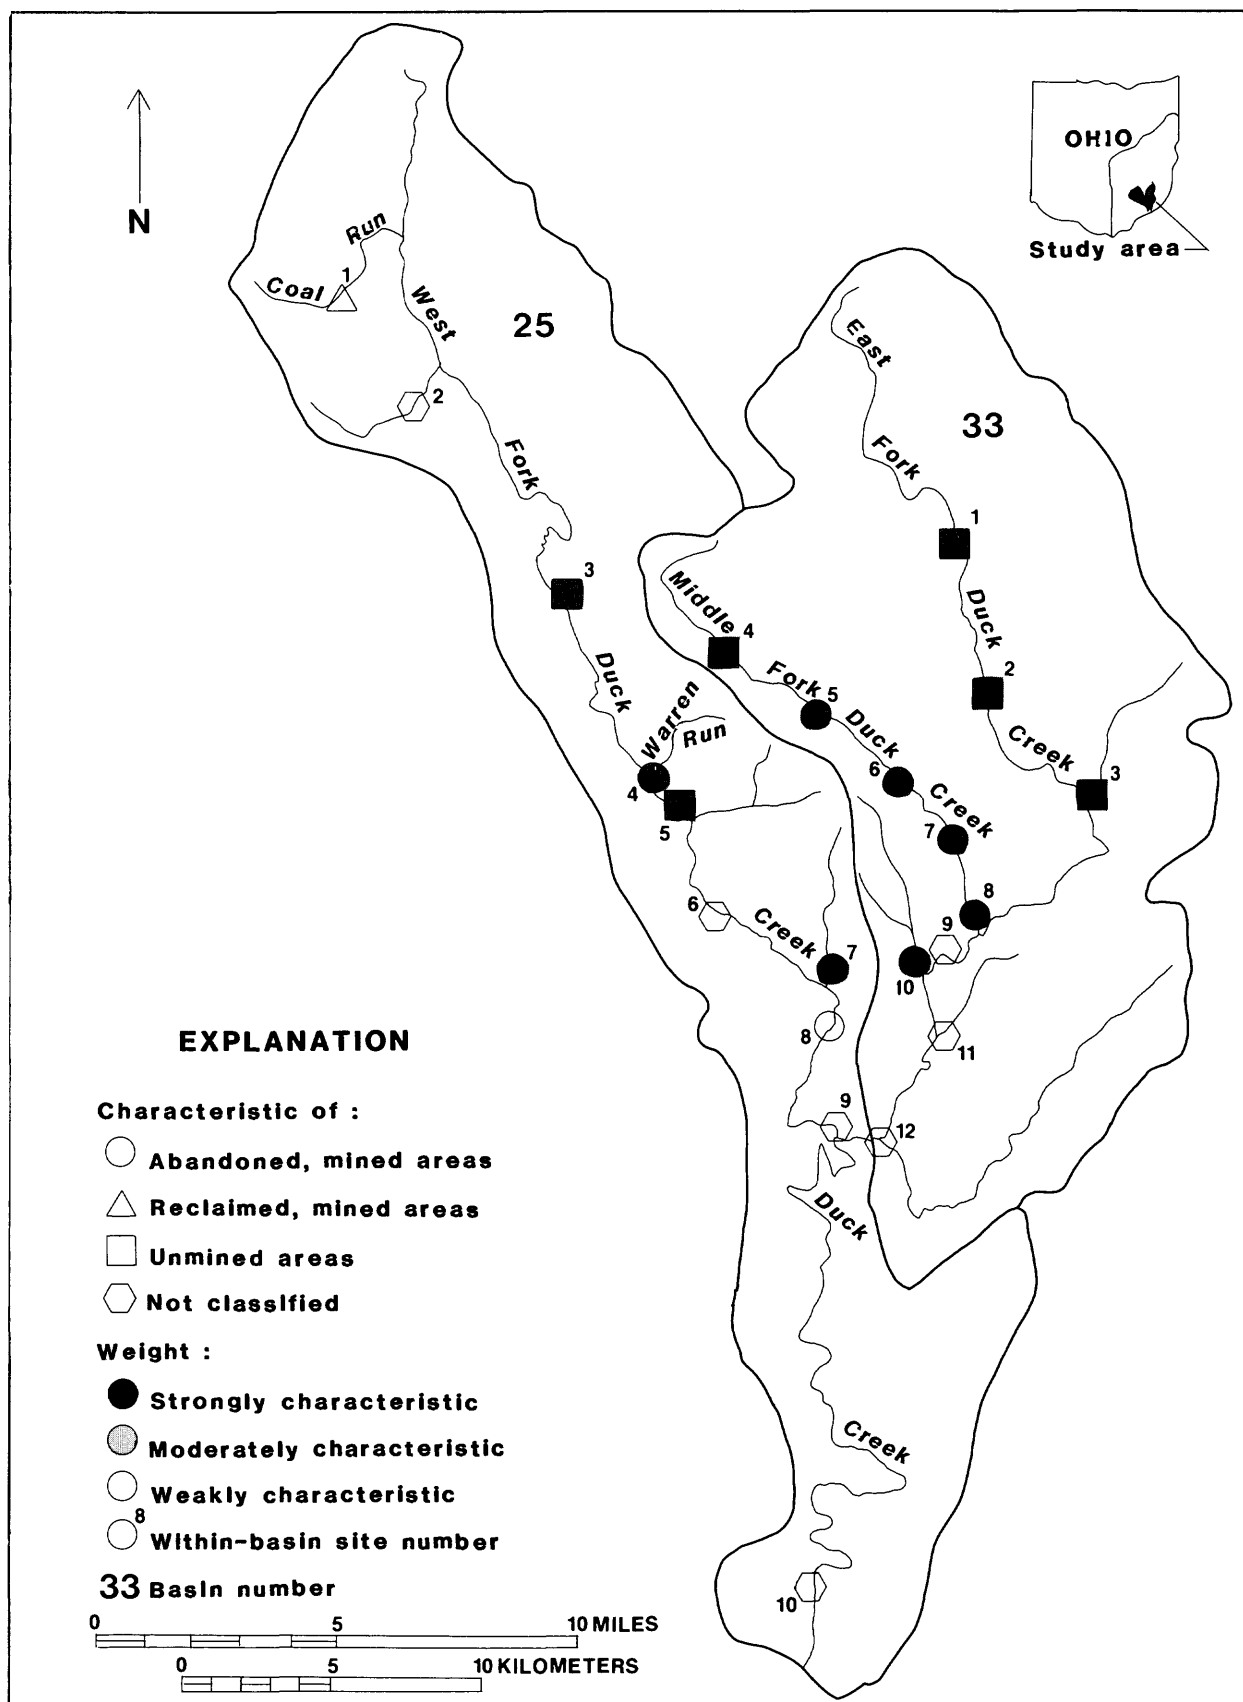 N
OHIO
Study area
25
33
Coal Run
1
West Fork Duck Creek
2
3
Warren Run
4
5
6
7
8
9
10
East Fork Duck Creek
1
2
3
Middle Fork Duck Creek
4
5
6
7
8
9
10
11
12
Duck Creek
EXPLANATION
Characteristic of :
Abandoned, mined areas
Reclaimed, mined areas
Unmined areas
Not classified
Weight :
Strongly characteristic
Moderately characteristic
Weakly characteristic
8
Within-basin site number
33 Basin number
0 5 10 MILES
0 5 10 KILOMETERS